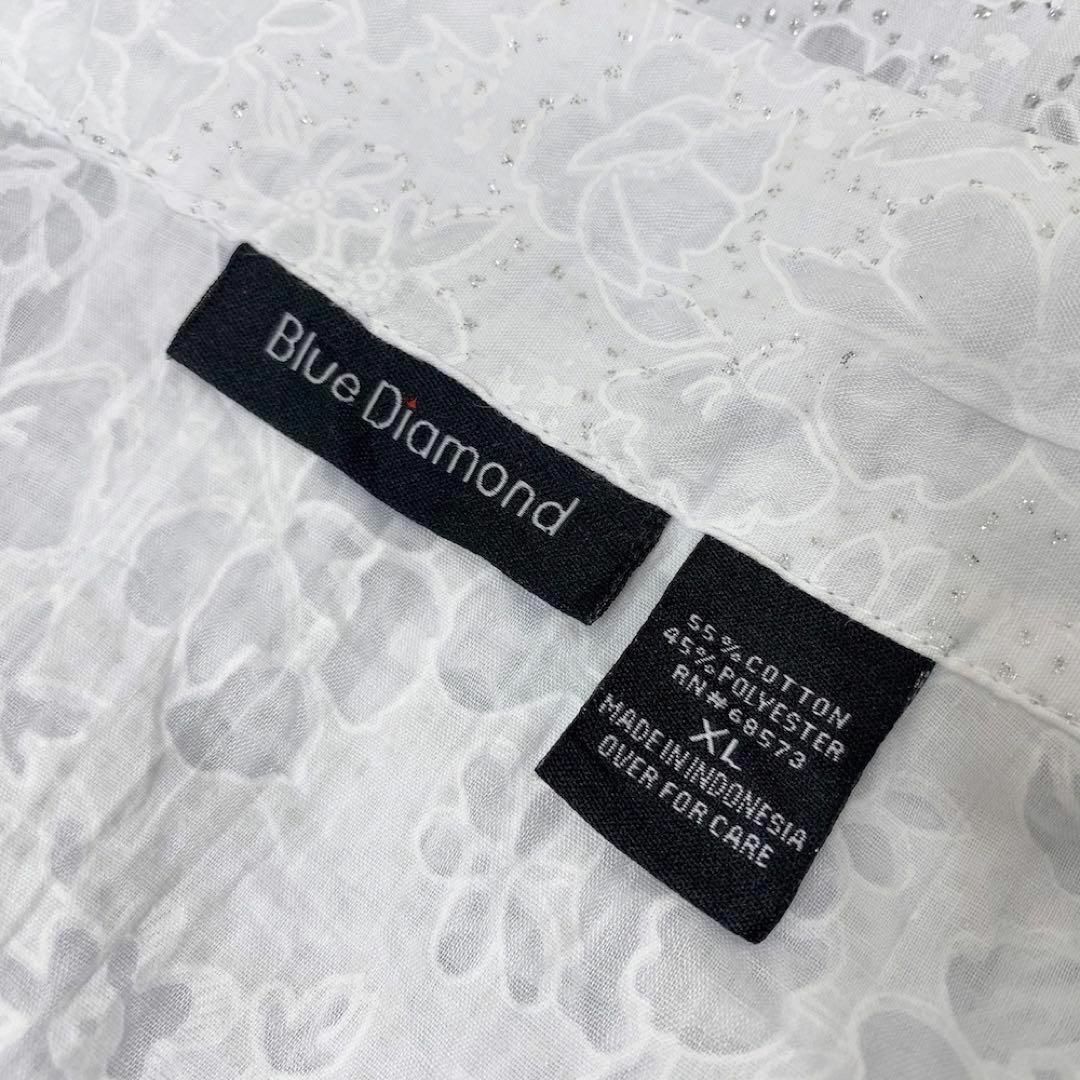 Blue Diamond
55% COTTON
45% POLYESTER
RN# 68573
XL
MADE IN INDONESIA
OVER FOR CARE